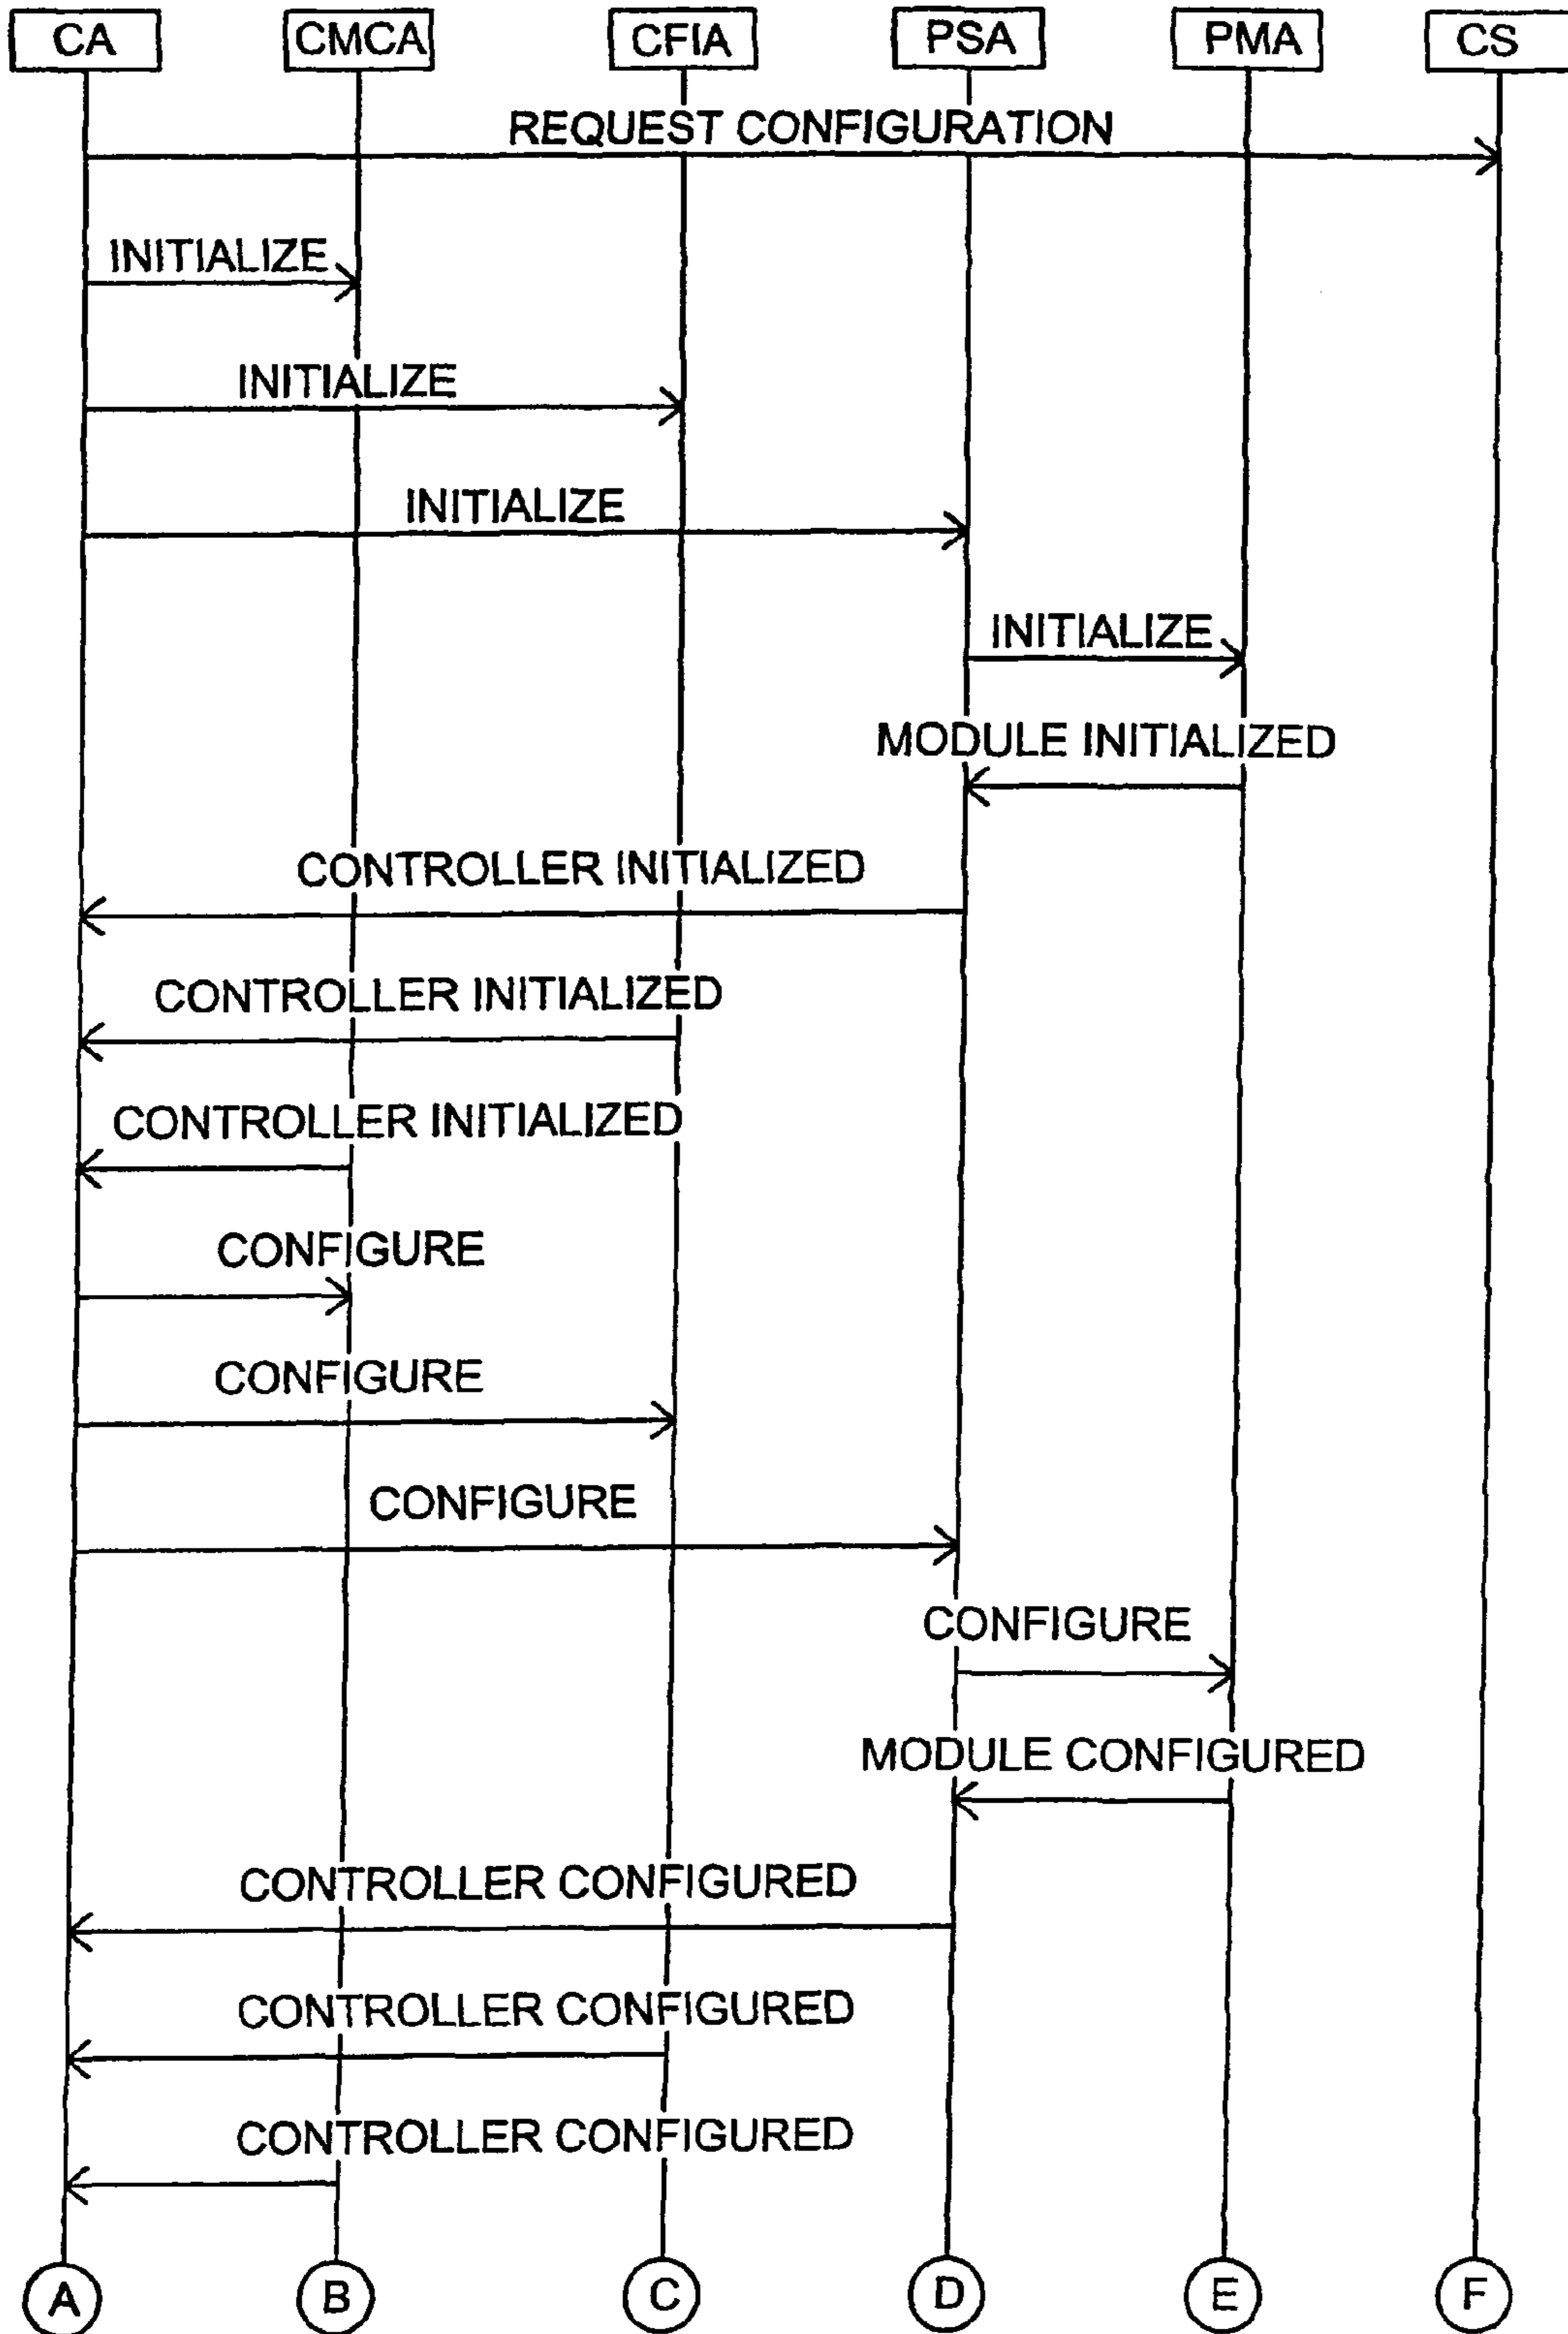 CA CMCA CFIA PSA PMA CS
REQUEST CONFIGURATION
INITIALIZE
INITIALIZE
INITIALIZE
INITIALIZE
MODULE INITIALIZED
CONTROLLER INITIALIZED
CONTROLLER INITIALIZED
CONTROLLER INITIALIZED
CONFIGURE
CONFIGURE
CONFIGURE
CONFIGURE
MODULE CONFIGURED
CONTROLLER CONFIGURED
CONTROLLER CONFIGURED
CONTROLLER CONFIGURED
A B C D E F